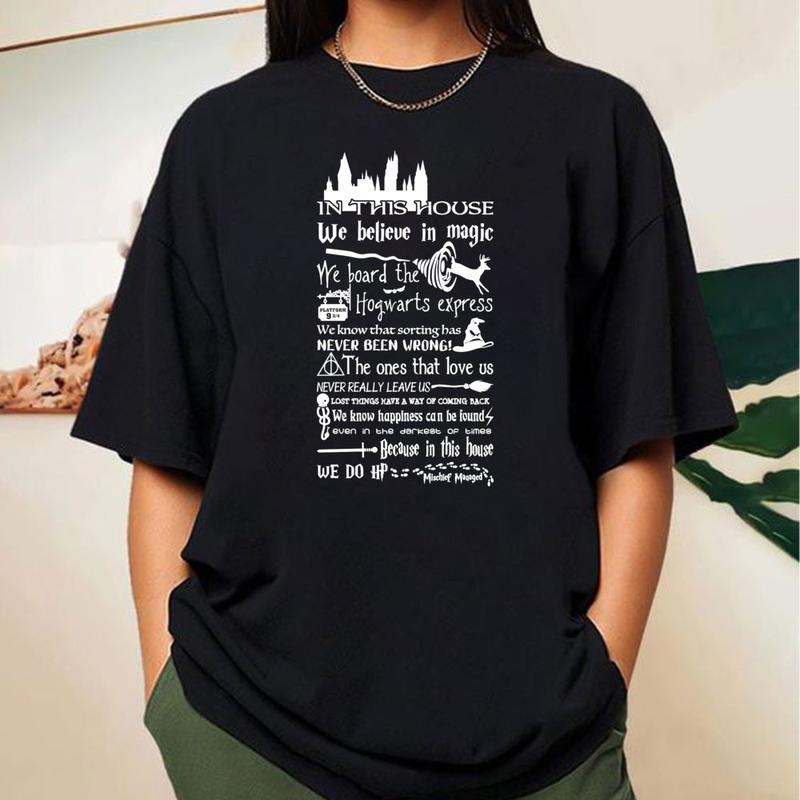 IN THIS HOUSE
We believe in magic
We board the
Hogwarts express
PLATFORM
9 3/4
We know that sorting has
NEVER BEEN WRONG!
The ones that love us
NEVER REALLY LEAVE US
LOST THINGS HAVE A WAY OF COMING BACK
We know happiness can be found
even in the darkest of times
Because in this house
WE DO HP
Mischief Managed